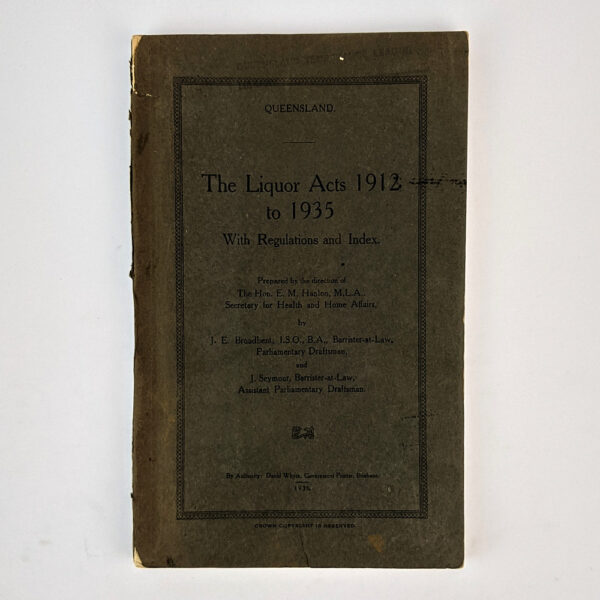 QUEENSLAND.
The Liquor Acts 1912
to 1935
With Regulations and Index.
Prepared by the direction of
The Hon. E. M. Hanlon, M.L.A.,
Secretary for Health and Home Affairs,
by
J. E. Broadbent, I.S.O., B.A., Barrister-at-Law,
Parliamentary Draftsman,
and
J. Seymour, Barrister-at-Law,
Assistant Parliamentary Draftsman.
By Authority: David Whyte, Government Printer, Brisbane.
CROWN COPYRIGHT IS RESERVED.